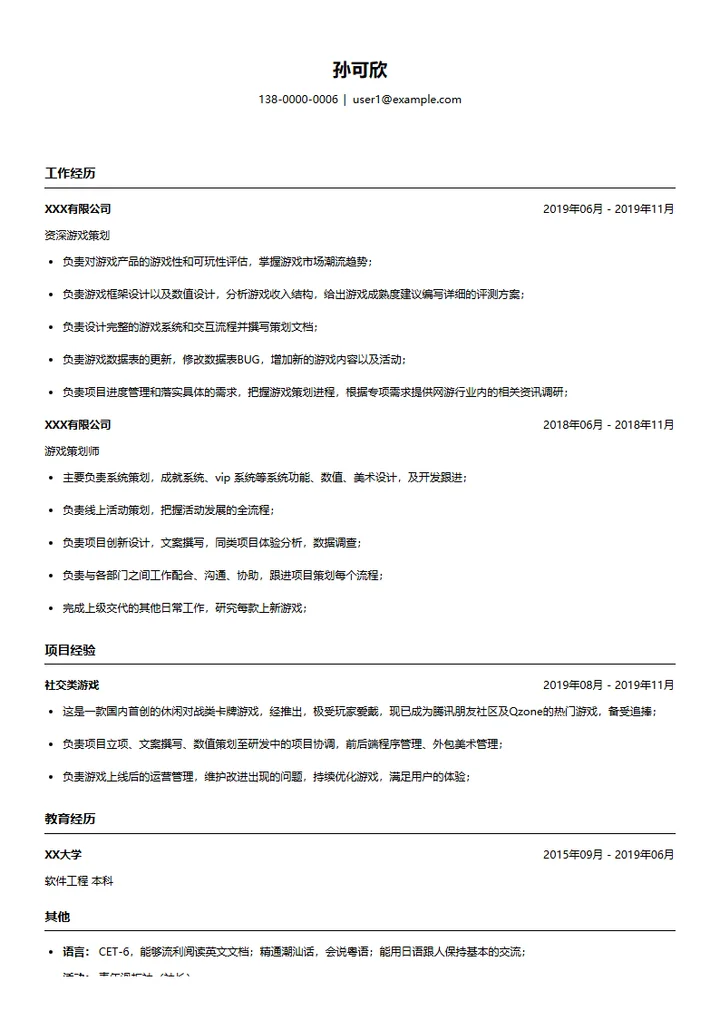 孙可欣
138-0000-0006 | user1@example.com
工作经历
XXX有限公司 2019年06月 - 2019年11月
资深游戏策划
• 负责对游戏产品的游戏性和可玩性评估，掌握游戏市场潮流趋势；
• 负责游戏框架设计以及数值设计，分析游戏收入结构，给出游戏成熟度建议编写详细的评测方案；
• 负责设计完整的游戏系统和交互流程并撰写策划文档；
• 负责游戏数据表的更新，修改数据表BUG，增加新的游戏内容以及活动；
• 负责项目进度管理和落实具体的需求，把握游戏策划进程，根据专项需求提供网游行业内的相关资讯调研；
XXX有限公司 2018年06月 - 2018年11月
游戏策划师
• 主要负责系统策划，成就系统、vip 系统等系统功能、数值、美术设计，及开发跟进；
• 负责线上活动策划，把握活动发展的全流程；
• 负责项目创新设计，文案撰写，同类项目体验分析，数据调查；
• 负责与各部门之间工作配合、沟通、协助，跟进项目策划每个流程；
• 完成上级交代的其他日常工作，研究每款上新游戏；
项目经验
社交类游戏 2019年08月 - 2019年11月
• 这是一款国内首创的休闲对战类卡牌游戏，经推出，极受玩家爱戴，现已成为腾讯朋友社区及Qzone的热门游戏，备受追捧；
• 负责项目立项、文案撰写、数值策划至研发中的项目协调，前后端程序管理、外包美术管理；
• 负责游戏上线后的运营管理，维护改进出现的问题，持续优化游戏，满足用户的体验；
教育经历
XX大学 2015年09月 - 2019年06月
软件工程 本科
其他
• 语言： CET-6，能够流利阅读英文文档；精通潮汕话，会说粤语；能用日语跟人保持基本的交流；